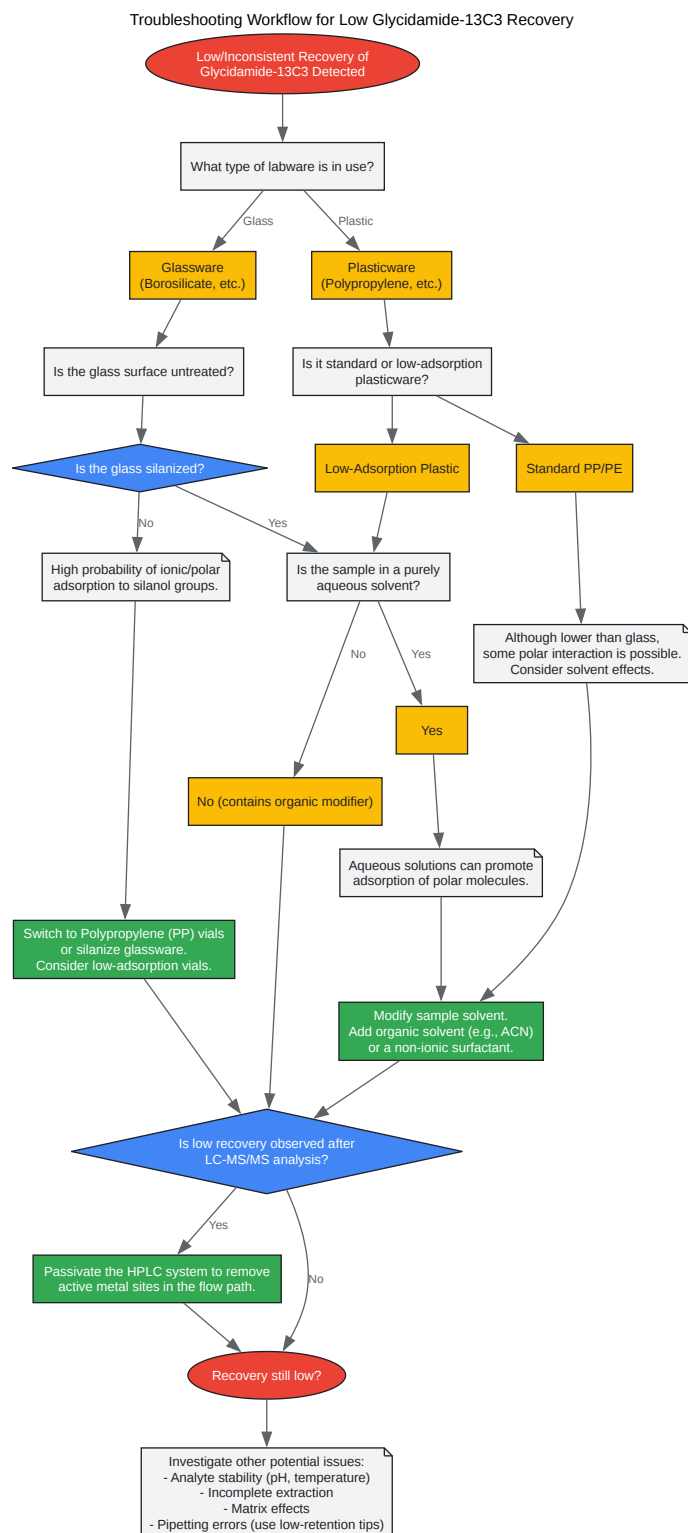 Troubleshooting Workflow for Low Glycidamide-13C3 Recovery
Low/Inconsistent Recovery of
Glycidamide-13C3 Detected
What type of labware is in use?
Glass
Plastic
Glassware
(Borosilicate, etc.)
Plasticware
(Polypropylene, etc.)
Is the glass surface untreated?
Is it standard or low-adsorption
plasticware?
Is the glass silanized?
Low-Adsorption Plastic
Standard PP/PE
No
Yes
High probability of ionic/polar
adsorption to silanol groups.
Is the sample in a purely
aqueous solvent?
Although lower than glass,
some polar interaction is possible.
Consider solvent effects.
No
Yes
Yes
No (contains organic modifier)
Aqueous solutions can promote
adsorption of polar molecules.
Switch to Polypropylene (PP) vials
or silanize glassware.
Consider low-adsorption vials.
Modify sample solvent.
Add organic solvent (e.g., ACN)
or a non-ionic surfactant.
Is low recovery observed after
LC-MS/MS analysis?
Yes
No
Passivate the HPLC system to remove
active metal sites in the flow path.
Recovery still low?
Investigate other potential issues:
- Analyte stability (pH, temperature)
- Incomplete extraction
- Matrix effects
- Pipetting errors (use low-retention tips)